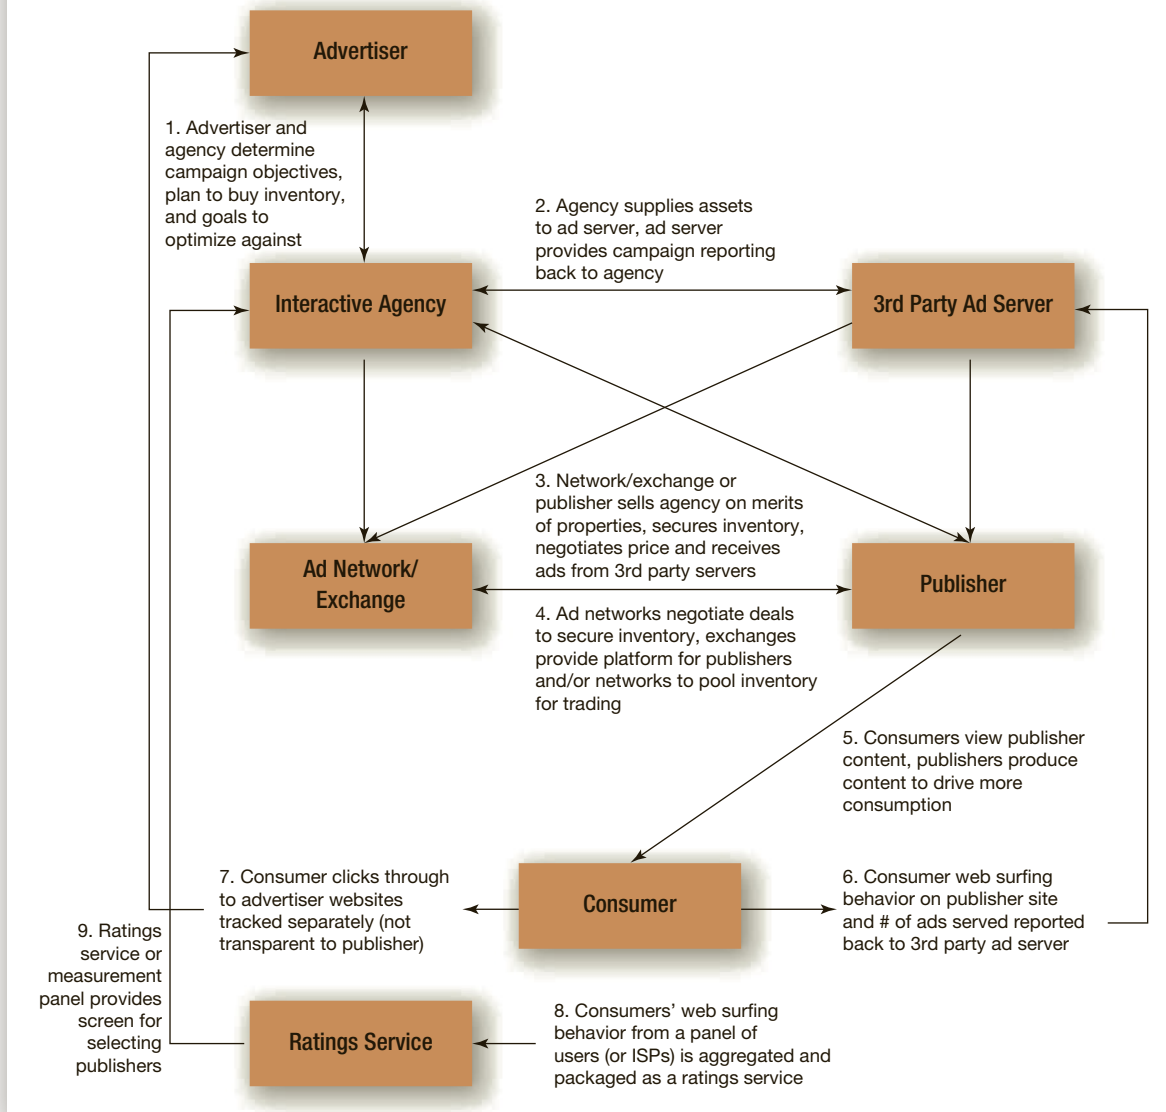 Advertiser
1. Advertiser and
agency determine
campaign objectives,
plan to buy inventory,
and goals to
optimize against
2. Agency supplies assets
to ad server, ad server
provides campaign reporting
back to agency
Interactive Agency
3rd Party Ad Server
3. Network/exchange or
publisher sells agency on merits
of properties, secures inventory,
negotiates price and receives
ads from 3rd party servers
Ad Network/
Exchange
Publisher
4. Ad networks negotiate deals
to secure inventory, exchanges
provide platform for publishers
and/or networks to pool inventory
for trading
5. Consumers view publisher
content, publishers produce
content to drive more
consumption
7. Consumer clicks through
to advertiser websites
tracked separately (not
transparent to publisher)
Consumer
6. Consumer web surfing
behavior on publisher site
and # of ads served reported
back to 3rd party ad server
9. Ratings
service or
measurement
panel provides
screen for
selecting
publishers
Ratings Service
8. Consumers’ web surfing
behavior from a panel of
users (or ISPs) is aggregated and
packaged as a ratings service